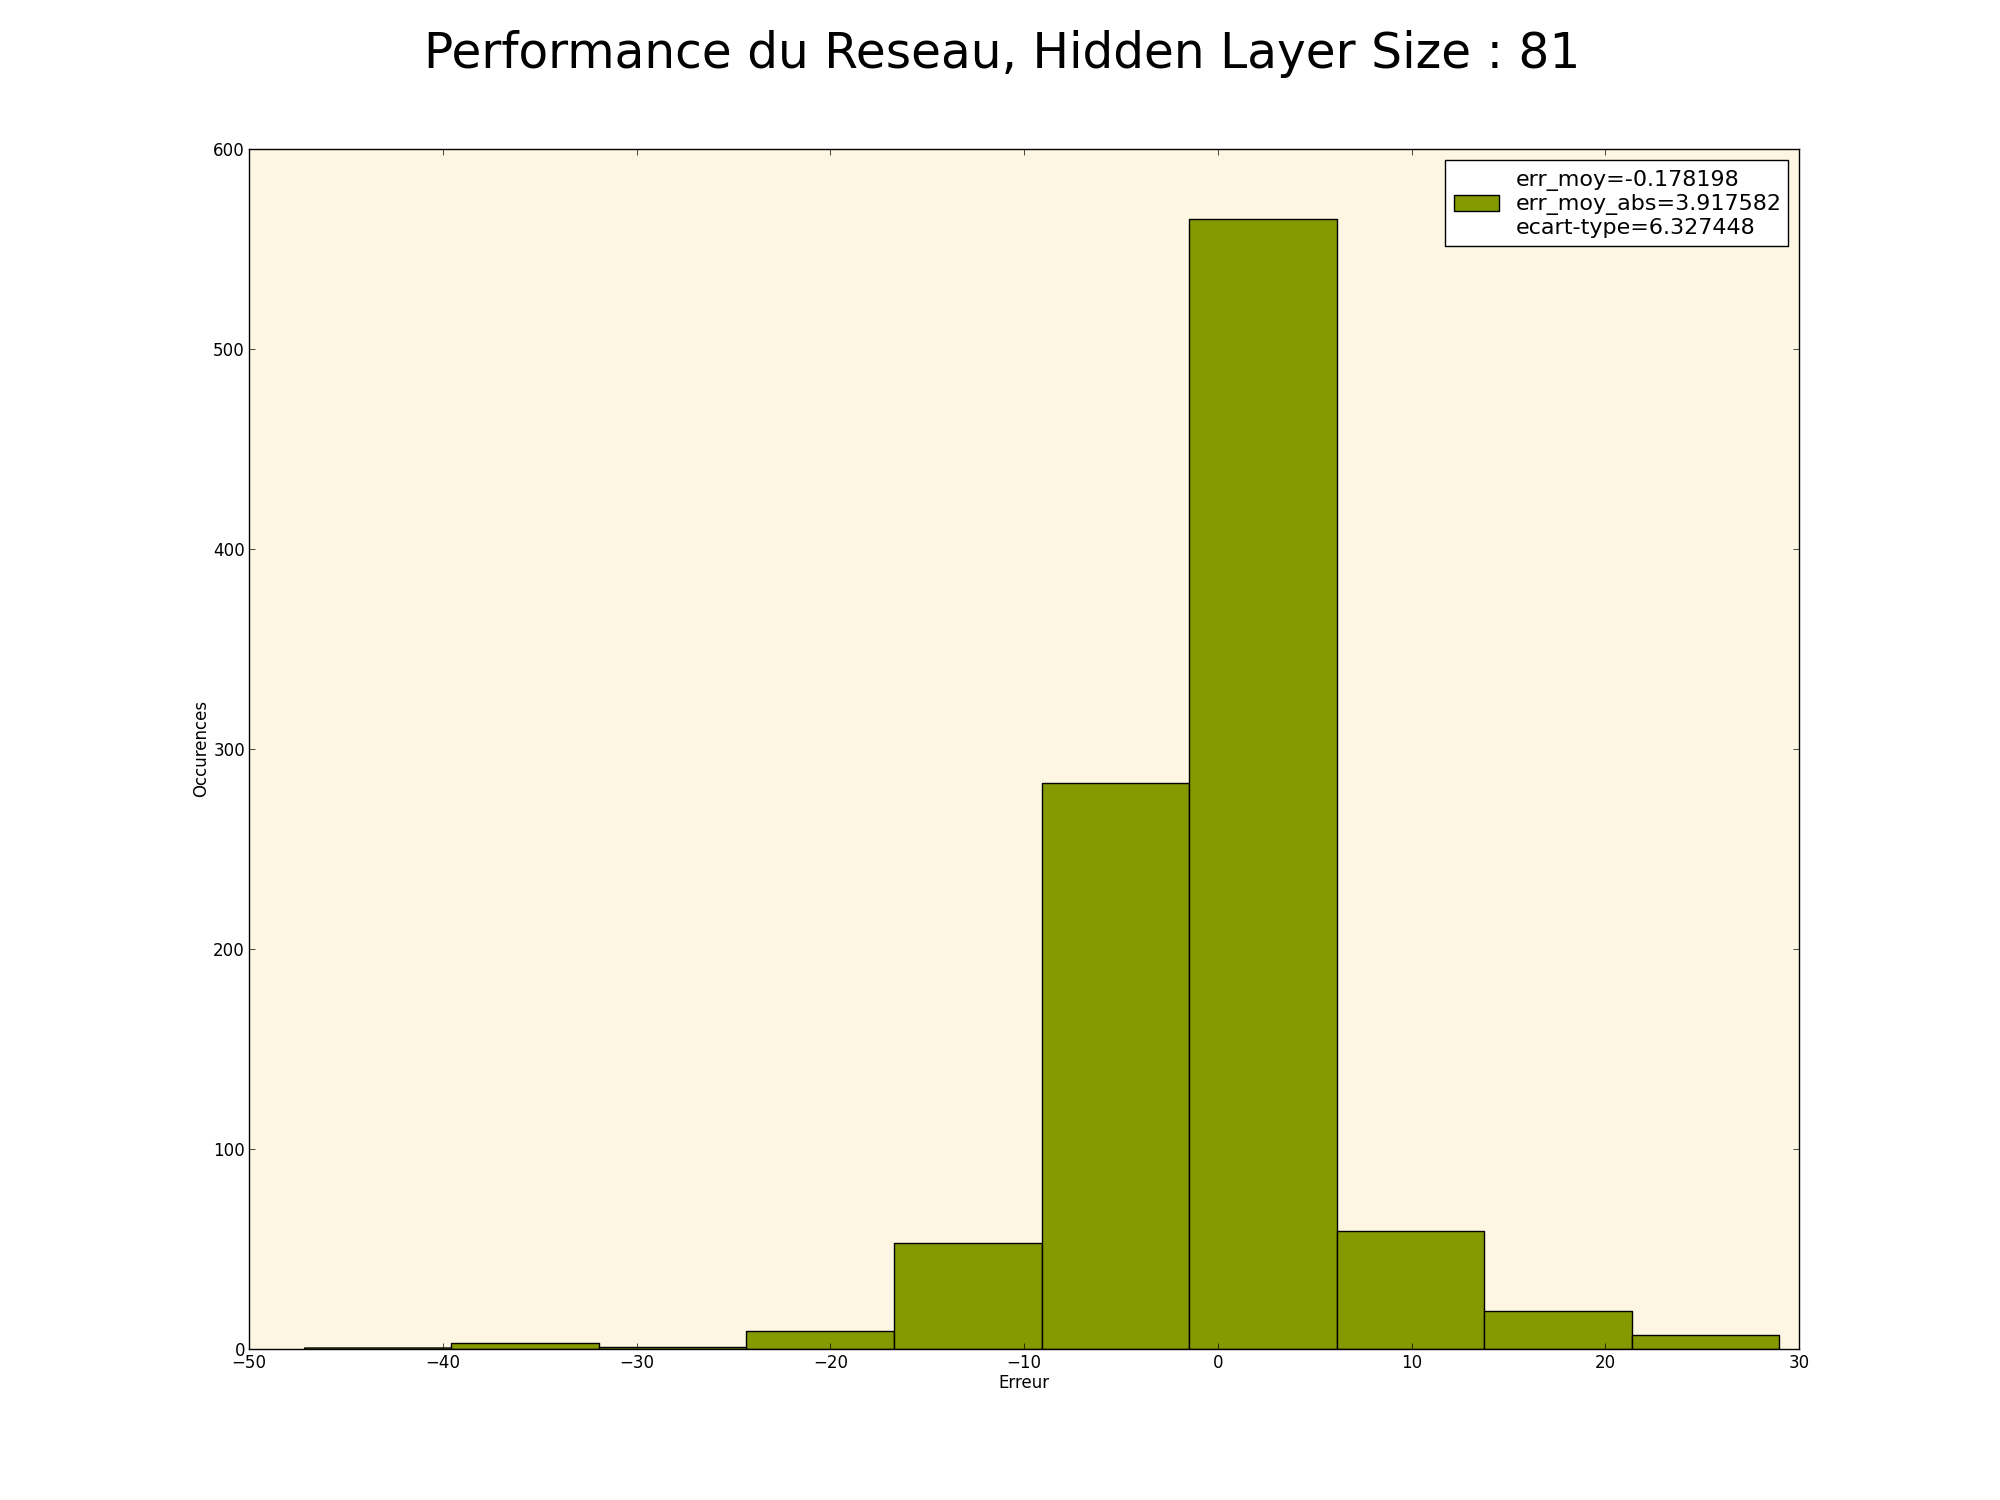 Performance du Reseau, Hidden Layer Size : 81
err_moy=-0.178198
err_moy_abs=3.917582
ecart-type=6.327448
600
500
400
300
200
100
0
Occurences
−50 −40 −30 −20 −10 0 10 20 30
Erreur